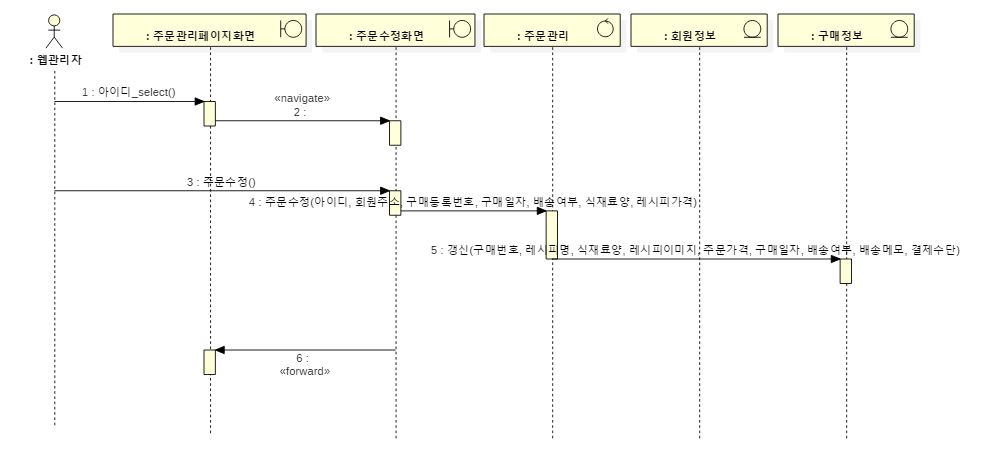 : 웹관리자
: 주문관리페이지화면
: 주문수정화면
: 주문관리
: 회원정보
: 구매정보
1 : 아이디_select()
«navigate»
2 :
3 : 주문수정()
4 : 주문수정(아이디, 회원주소, 구매등록번호, 구매일자, 배송여부, 식재료양, 레시피가격)
5 : 갱신(구매번호, 레시피명, 식재료양, 레시피이미지, 주문가격, 구매일자, 배송여부, 배송메모, 결제수단)
6 :
«forward»